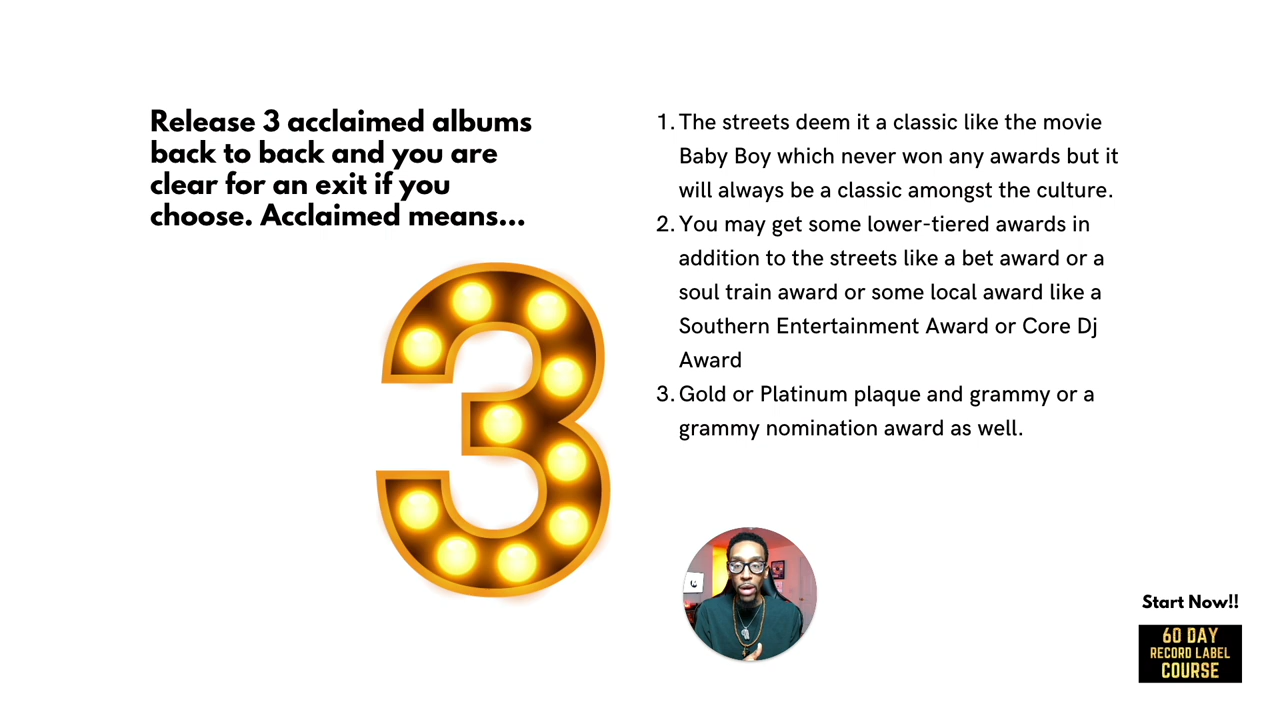 Release 3 acclaimed albums
back to back and you are
clear for an exit if you
choose. Acclaimed means...
3
1. The streets deem it a classic like the movie
Baby Boy which never won any awards but it
will always be a classic amongst the culture.
2. You may get some lower-tiered awards in
addition to the streets like a bet award or a
soul train award or some local award like a
Southern Entertainment Award or Core Dj
Award
3. Gold or Platinum plaque and grammy or a
grammy nomination award as well.
Start Now!!
60 DAY
RECORD LABEL
COURSE